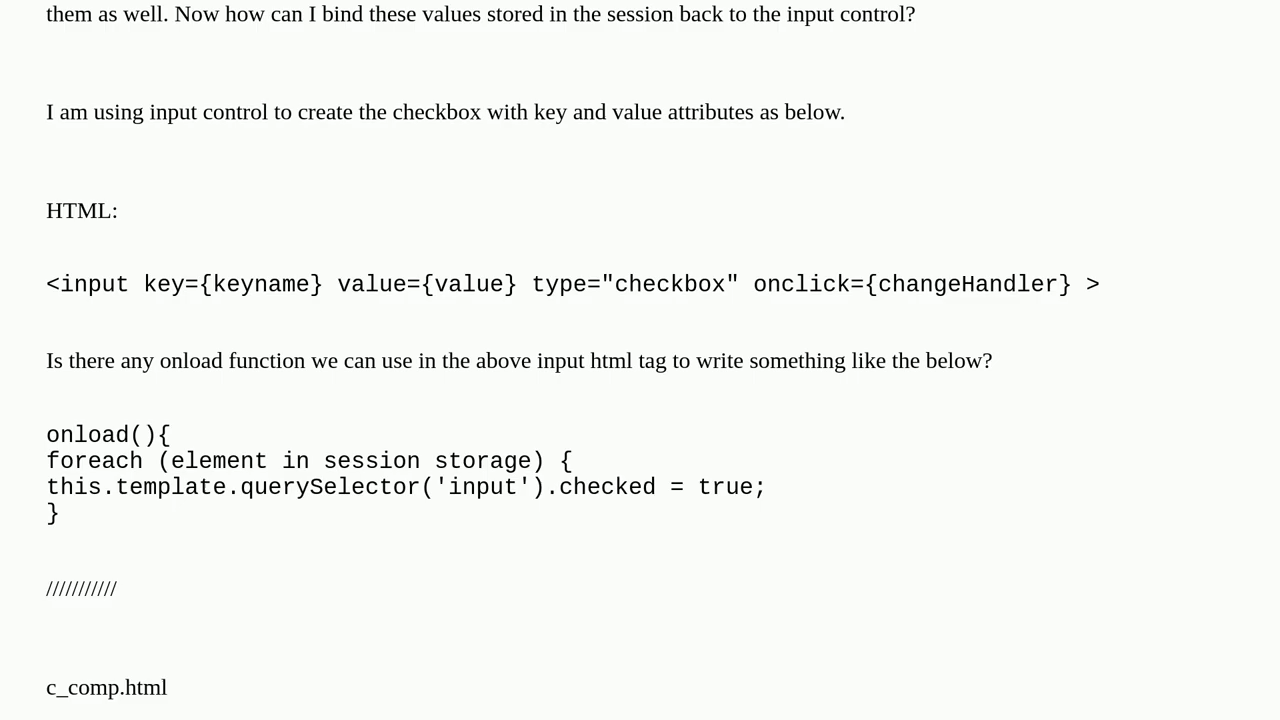 them as well. Now how can I bind these values stored in the session back to the input control?
I am using input control to create the checkbox with key and value attributes as below.
HTML:
<input key={keyname} value={value} type="checkbox" onclick={changeHandler} >
Is there any onload function we can use in the above input html tag to write something like the below?
onload(){
foreach (element in session storage) {
this.template.querySelector('input').checked = true;
}
///////////
c_comp.html